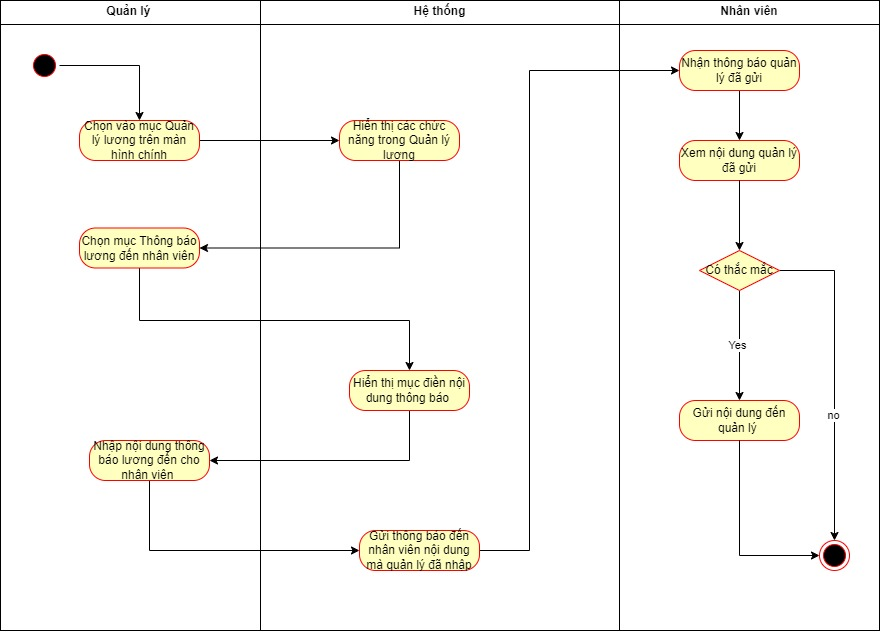 Quản lý
Hệ thống
Nhân viên
Chọn vào mục Quản
lý lương trên màn
hình chính
Hiển thị các chức
năng trong Quản lý
lương
Chọn mục Thông báo
lương đến nhân viên
Hiển thị mục điền nội
dung thông báo
Nhập nội dung thông
báo lương đến cho
nhân viên
Gửi thông báo đến
nhân viên nội dung
mà quản lý đã nhập
Nhận thông báo quản
lý đã gửi
Xem nội dung quản lý
đã gửi
Có thắc mắc
Yes
no
Gửi nội dung đến
quản lý